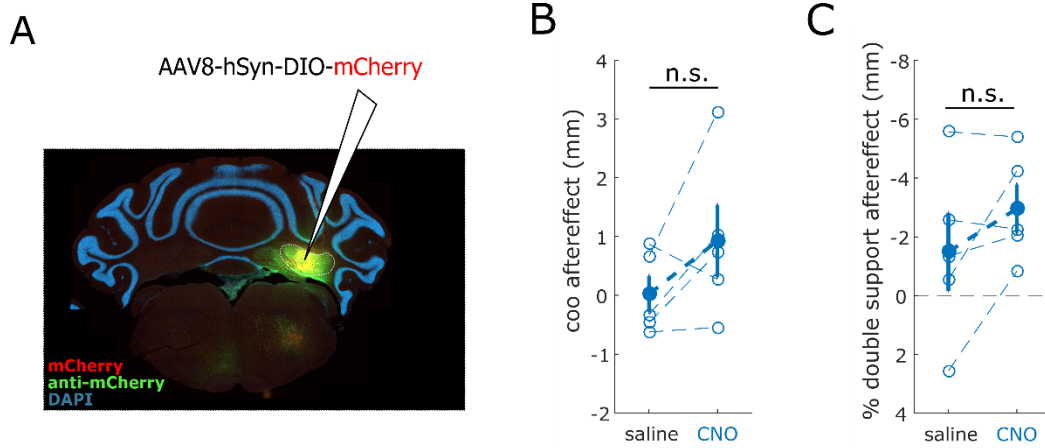 A
AAV8-hSyn-DIO-mCherry
mCherry
anti-mCherry
DAPI
B
n.s.
coo aftereffect (mm)
4
3
2
1
0
-1
-2
saline CNO
C
n.s.
% double support aftereffect (mm)
-8
-6
-4
-2
0
2
4
saline CNO